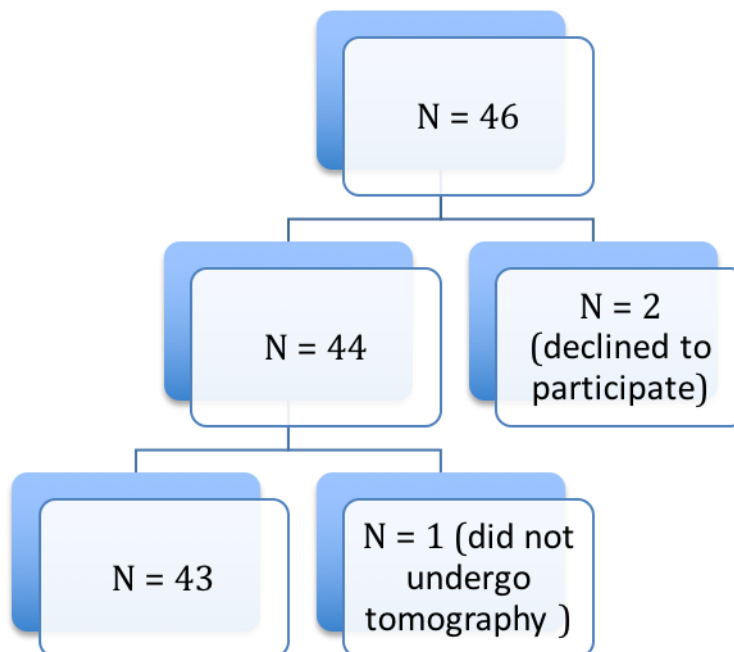 N = 46
N = 44
N = 2
(declined to
participate)
N = 43
N = 1 (did not
undergo
tomography )